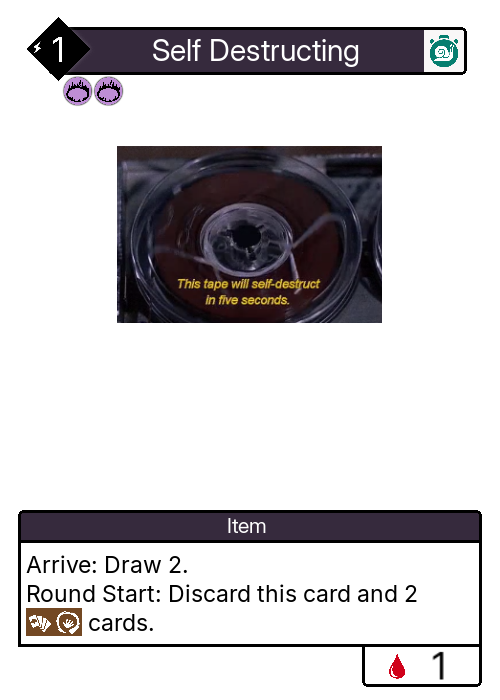 1
Self Destructing
This tape will self-destruct
in five seconds.
Item
Arrive: Draw 2.
Round Start: Discard this card and 2
cards.
1